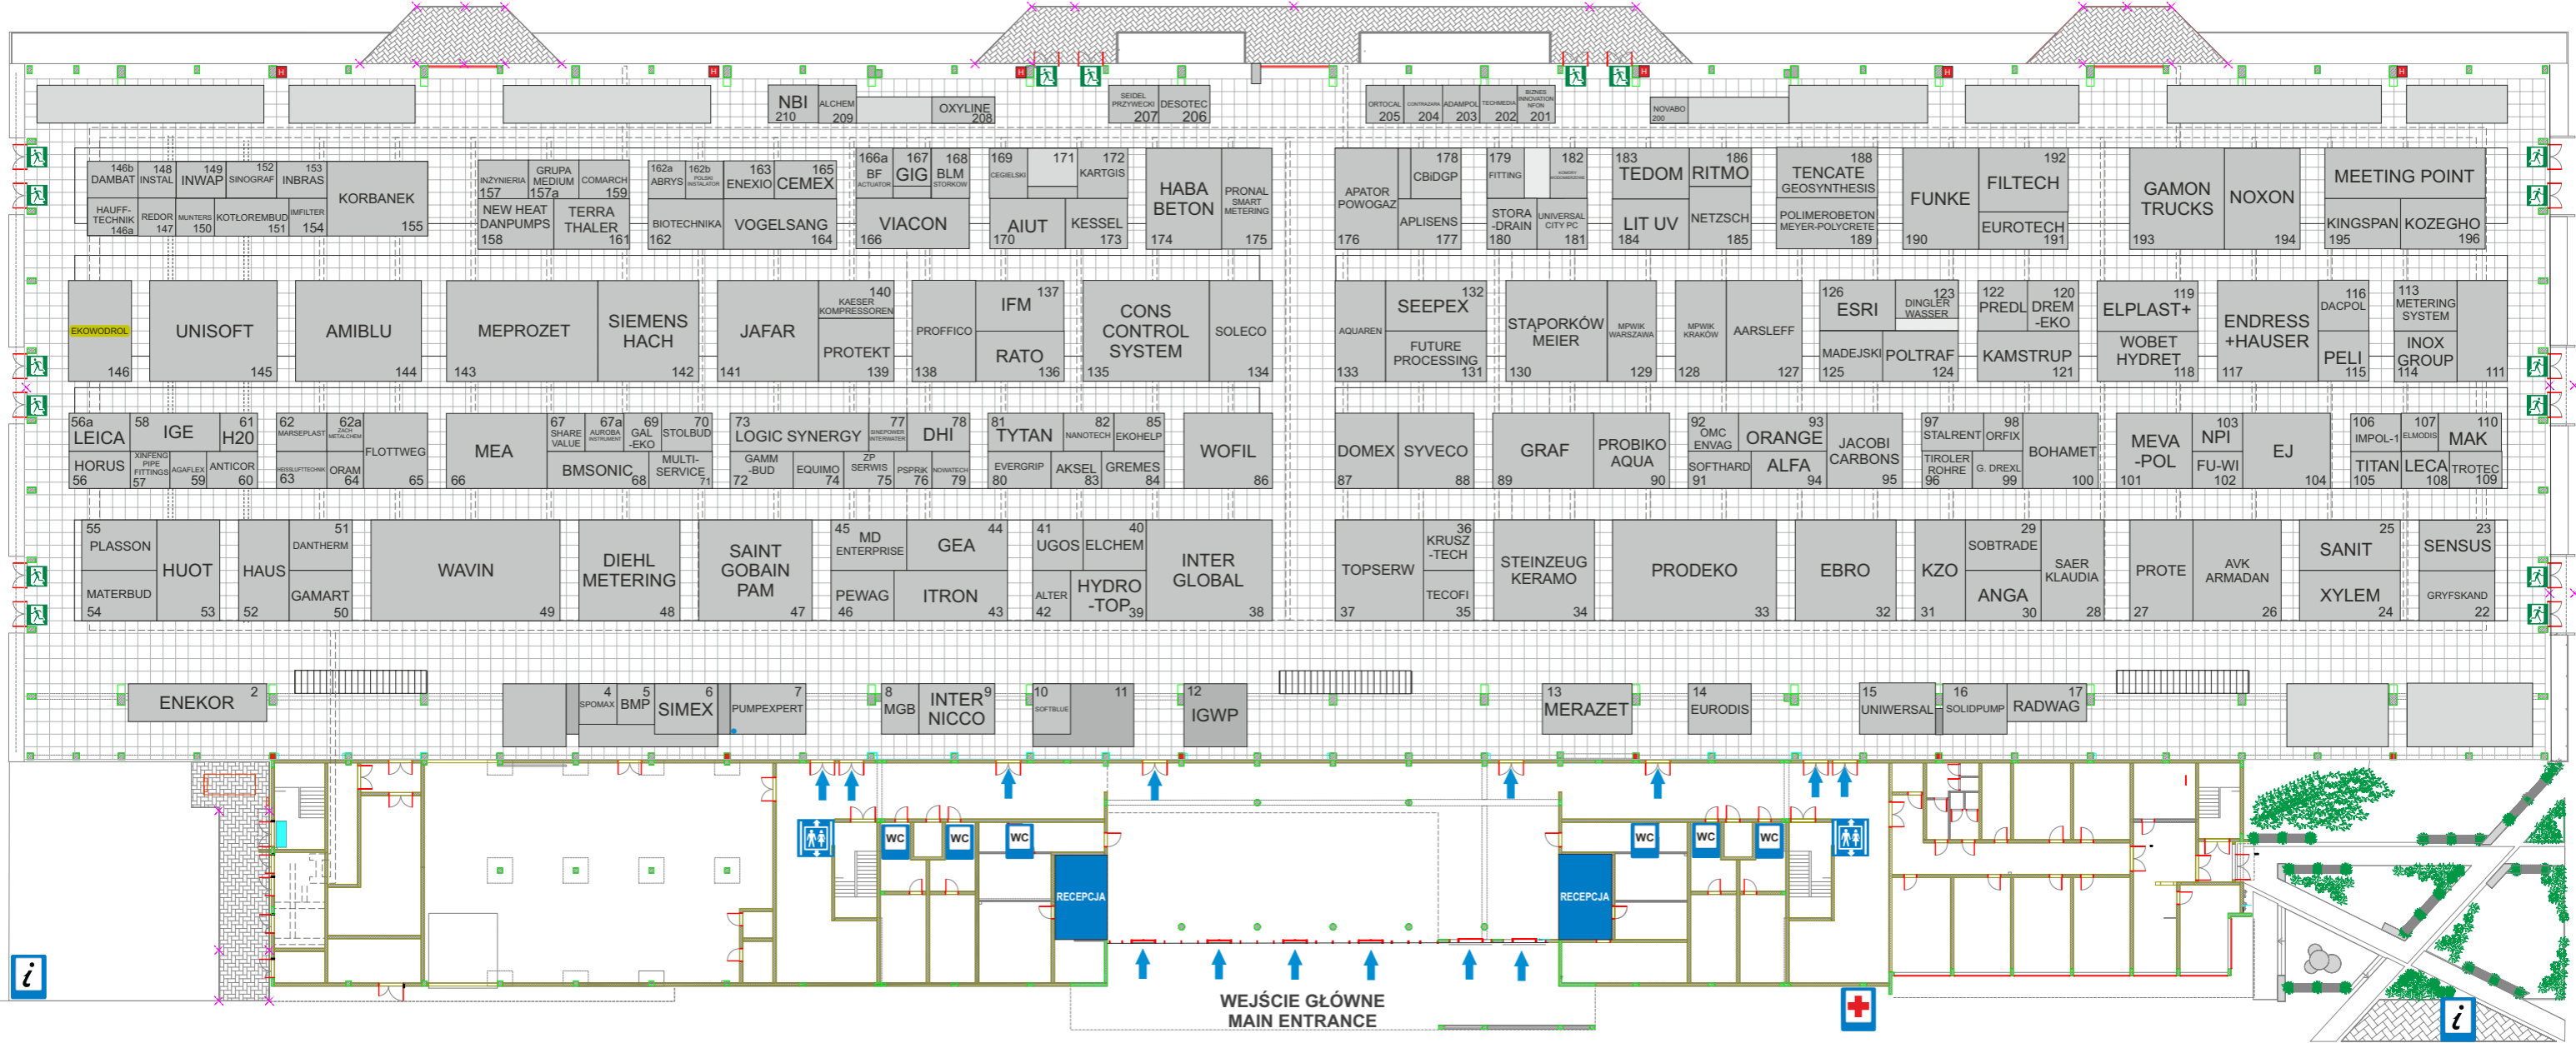 H
H
H
H
H
H
NBI
210
ALCHEM
209
OXYLINE
208
SEIDEL
PRZYWECKI
207
DESOTEC
206
ORTOCAL
205
204
ADAMPOL
203
TECHMEDIA
202
BIZNES
INNOVATION
NFON
201
NOVABO
200
146b
DAMBAT
148
INSTAL
149
INWAP
152
SINOGRAF
153
INBRAS
KORBANEK
155
HAUFF-
TECHNIK
146a
REDOR
147
MUNTERS
150
KOTŁOREMBUD
151
IMFILTER
154
INŻYNIERIA
157
GRUPA
MEDIUM
157a
COMARCH
159
NEW HEAT
DANPUMPS
158
TERRA
THALER
161
162a
ABRYS
162b
POLSKI
INSTALATOR
163
ENEXIO
165
CEMEX
BIOTECHNIKA
162
VOGELSANG
164
166a
BF
ACTUATOR
167
GIG
168
BLM
STORKOW
VIACON
166
169
CEGIELSKI
171
172
KARTGIS
AIUT
170
KESSEL
173
HABA
BETON
174
PRONAL
SMART
METERING
175
APATOR
POWOGAZ
176
178
CBiDGP
APLISENS
177
179
FITTING
182
STORA
-DRAIN
180
UNIVERSAL
CITY PC
181
183
TEDOM
186
RITMO
LIT UV
184
NETZSCH
185
188
TENCATE
GEOSYNTHESIS
POLIMEROBETON
MEYER-POLYCRETE
189
FUNKE
190
192
FILTECH
EUROTECH
191
GAMON
TRUCKS
193
NOXON
194
MEETING POINT
KINGSPAN
195
KOZEGHO
196
EKOWODROL
146
UNISOFT
145
AMIBLU
144
MEPROZET
143
SIEMENS
HACH
142
JAFAR
141
140
KAESER
KOMPRESSOREN
PROTEKT
139
PROFFICO
138
IFM
137
RATO
136
CONS
CONTROL
SYSTEM
135
SOLECO
134
AQUAREN
133
132
SEEPEX
FUTURE
PROCESSING
131
STĄPORKÓW
MEIER
130
MPWIK
WARSZAWA
129
MPWIK
KRAKÓW
128
AARSLEFF
127
126
ESRI
123
DINGLER
WASSER
MADEJSKI
125
POLTRAF
124
122
PREDL
120
DREM
-EKO
KAMSTRUP
121
119
ELPLAST+
WOBET
HYDRET
118
ENDRESS
+HAUSER
117
116
DACPOL
PELI
115
113
METERING
SYSTEM
INOX
GROUP
114
111
56a
LEICA
58
IGE
61
H20
HORUS
56
XINFENG
PIPE
FITTINGS
57
AGAFLEX
59
ANTICOR
60
62
MARSEPLAST
62a
ZACH
METALCHEM
FLOTTWEG
65
HEISSLUFTTECHNIK
63
ORAM
64
MEA
66
67
SHARE
VALUE
67a
AUROBA
INSTRUMENT
69
GAL
-EKO
70
STOLBUD
BMSONIC
68
MULTI-
SERVICE
71
73
LOGIC SYNERGY
77
SINEPOWER
INTERWATER
78
DHI
GAMM
-BUD
72
EQUIMO
74
ZP
SERWIS
75
PSPRIK
76
NOWATECH
79
81
TYTAN
82
NANOTECH
85
EKOHELP
EVERGRIP
80
AKSEL
83
GREMES
84
WOFIL
86
DOMEX
87
SYVECO
88
GRAF
89
PROBIKO
AQUA
90
92
OMC
ENVAG
93
ORANGE
JACOBI
CARBONS
95
SOFTHARD
91
ALFA
94
97
STALRENT
98
ORFIX
BOHAMET
100
TIROLER
ROHRE
96
G. DREXL
99
MEVA
-POL
101
103
NPI
FU-WI
102
EJ
104
106
IMPOL-1
107
ELMODIS
110
MAK
TITAN
105
LECA
108
TROTEC
109
55
PLASSON
MATERBUD
54
HUOT
53
HAUS
52
51
DANTHERM
GAMART
50
WAVIN
49
DIEHL
METERING
48
SAINT
GOBAIN
PAM
47
45
MD
ENTERPRISE
44
GEA
PEWAG
46
ITRON
43
41
UGOS
40
ELCHEM
ALTER
42
HYDRO
-TOP
39
INTER
GLOBAL
38
TOPSERW
37
36
KRUSZ
-TECH
TECOFI
35
STEINZEUG
KERAMO
34
PRODEKO
33
EBRO
32
KZO
31
29
SOBTRADE
ANGA
30
SAER
KLAUDIA
28
PROTE
27
AVK
ARMADAN
26
25
SANIT
XYLEM
24
23
SENSUS
GRYFSKAND
22
ENEKOR
2
4
SPOMAX
5
BMP
6
SIMEX
7
PUMPEXPERT
8
MGB
9
INTER
NICCO
10
SOFTBLUE
11
12
IGWP
13
MERAZET
14
EURODIS
15
UNIWERSAL
16
SOLIDPUMP
17
RADWAG
WC
WC
WC
WC
WC
WC
RECEPCJA
RECEPCJA
i
WEJŚCIE GŁÓWNE
MAIN ENTRANCE
i